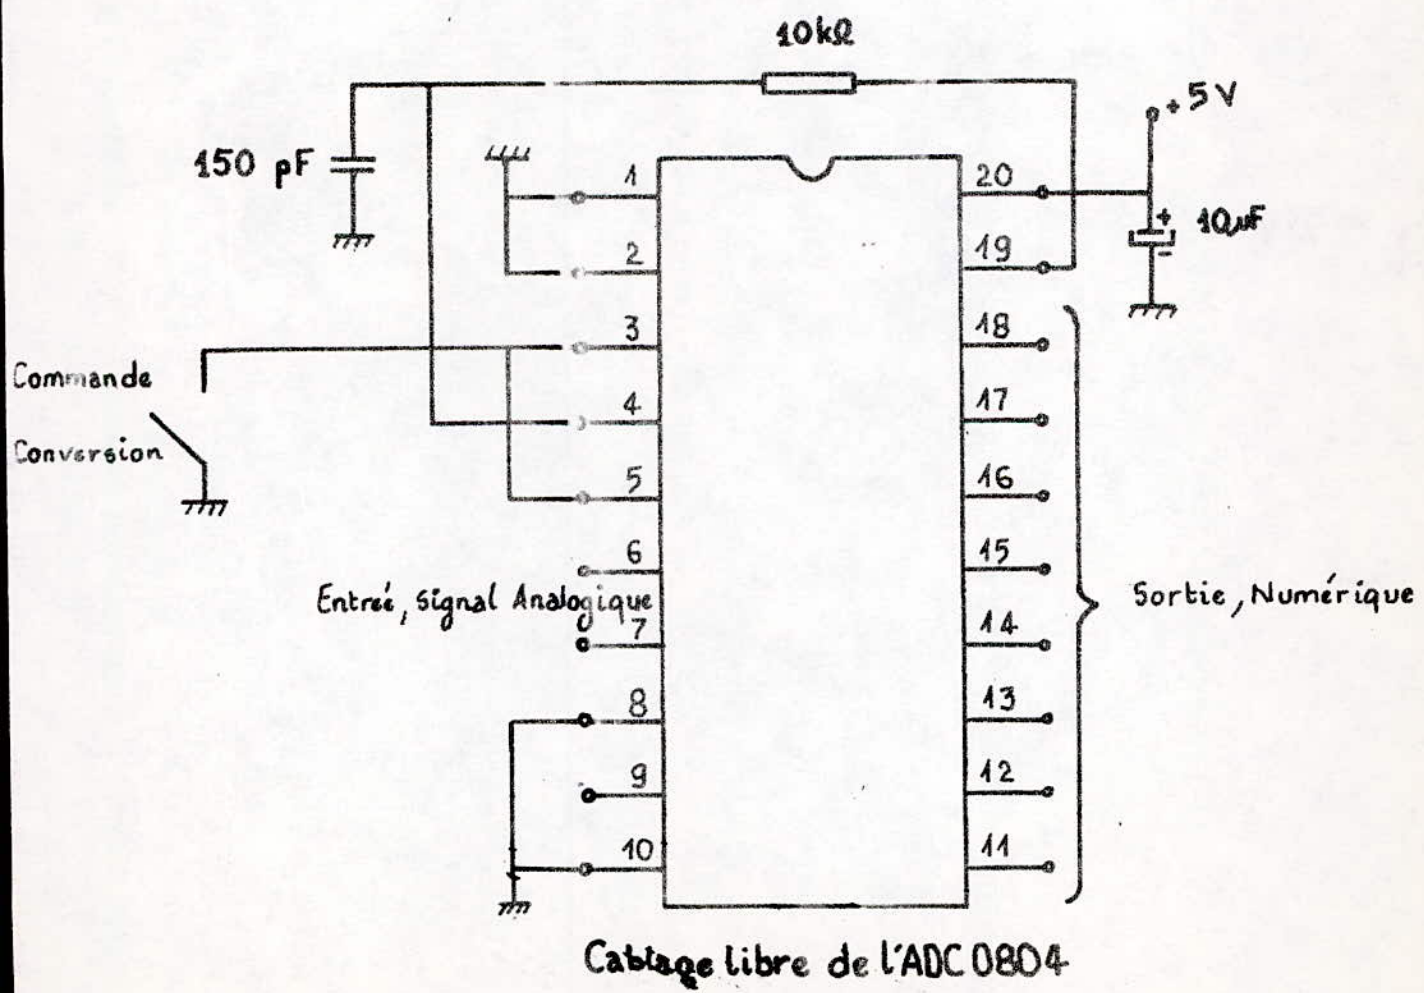 10kΩ
+ 5V
150 pF
10µF
1
20
2
19
3
18
Commande
4
17
Conversion
5
16
6
15
Entreé, signal Analogique
Sortie, Numérique
7
14
8
13
9
12
10
11
Cablage libre de l'ADC 0804